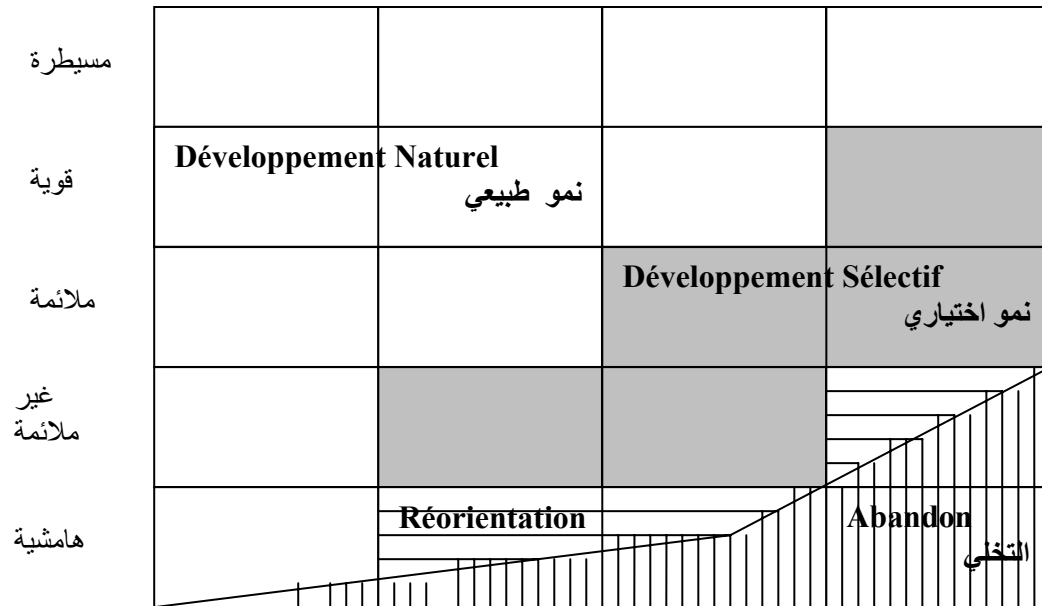 مسيطرة
Développement Naturel
قوية
نمو طبيعي
Développement Sélectif
ملائمة
نمو اختياري
غير
ملائمة
Réorientation
Abandon
هامشية
التخلي